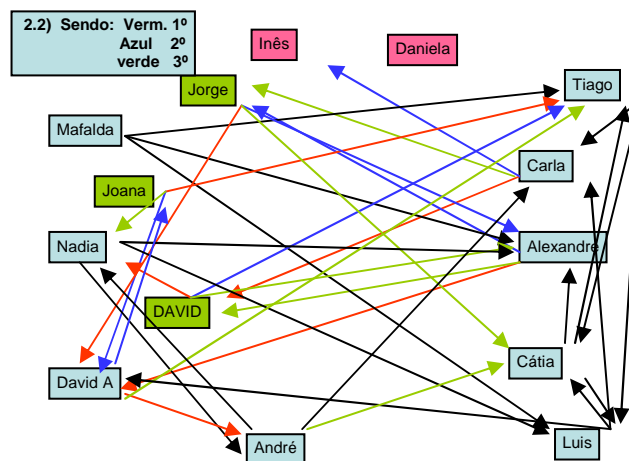 2.2) Sendo: Verm. 1º
Azul 2º
verde 3º
Inês
Daniela
Jorge
Tiago
Mafalda
Carla
Joana
Nadia
Alexandre
DAVID
Cátia
David A
André
Luis